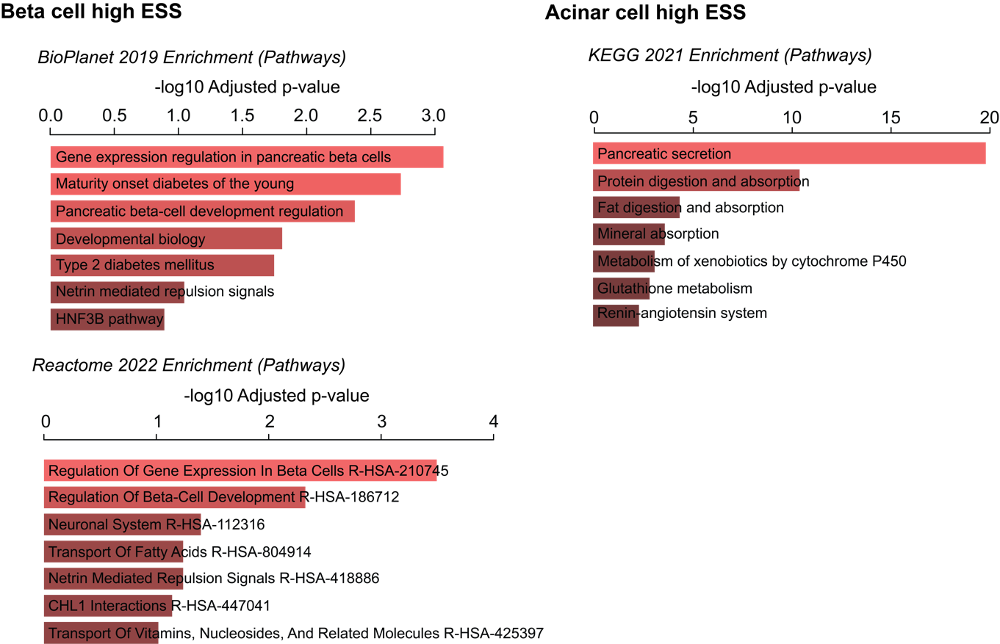 Beta cell high ESS
BioPlanet 2019 Enrichment (Pathways)
-log10 Adjusted p-value
0.0 0.5 1.0 1.5 2.0 2.5 3.0
Gene expression regulation in pancreatic beta cells
Maturity onset diabetes of the young
Pancreatic beta-cell development regulation
Developmental biology
Type 2 diabetes mellitus
Netrin mediated repulsion signals
HNF3B pathway
Reactome 2022 Enrichment (Pathways)
-log10 Adjusted p-value
0 1 2 3 4
Regulation Of Gene Expression In Beta Cells R-HSA-210745
Regulation Of Beta-Cell Development R-HSA-186712
Neuronal System R-HSA-112316
Transport Of Fatty Acids R-HSA-804914
Netrin Mediated Repulsion Signals R-HSA-418886
CHL1 Interactions R-HSA-447041
Transport Of Vitamins, Nucleosides, And Related Molecules R-HSA-425397
Acinar cell high ESS
KEGG 2021 Enrichment (Pathways)
-log10 Adjusted p-value
0 5 10 15 20
Pancreatic secretion
Protein digestion and absorption
Fat digestion and absorption
Mineral absorption
Metabolism of xenobiotics by cytochrome P450
Glutathione metabolism
Renin-angiotensin system